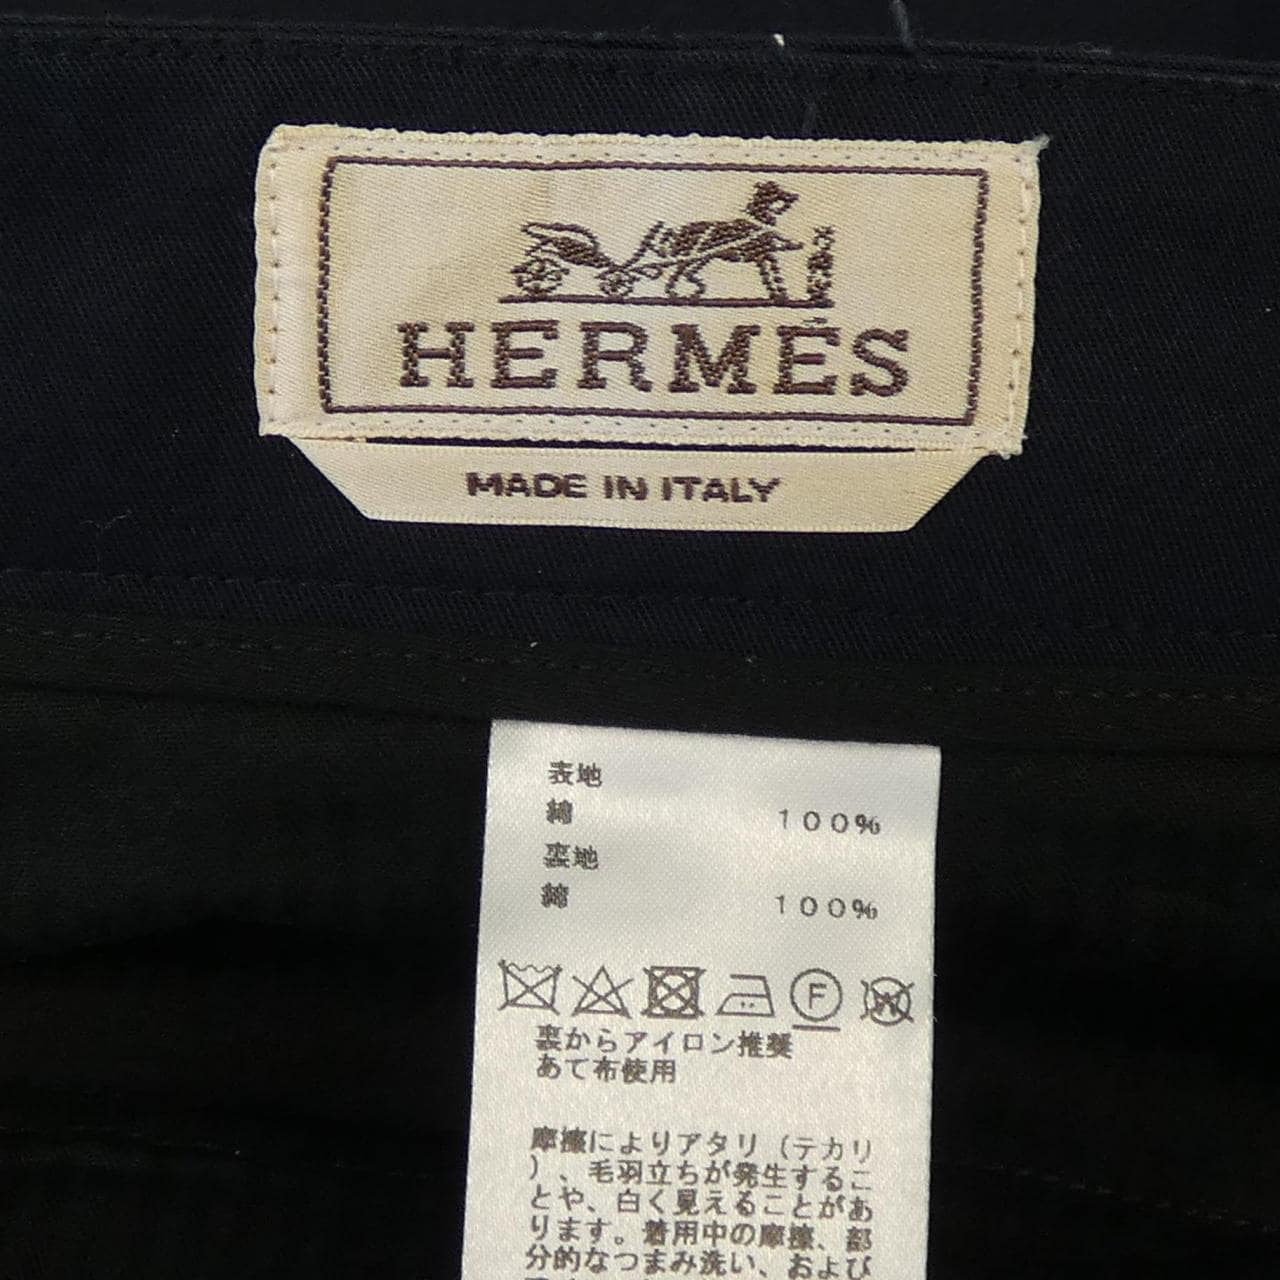 HERMÈS
MADE IN ITALY
表地
綿 100%
裏地
綿 100%
F W
裏からアイロン推奨
あて布使用
摩擦によりアタリ（テカリ
）、毛羽立ちが発生するこ
とや、白く見えることがあ
ります。着用中の摩擦、部
分的なつまみ洗い、および